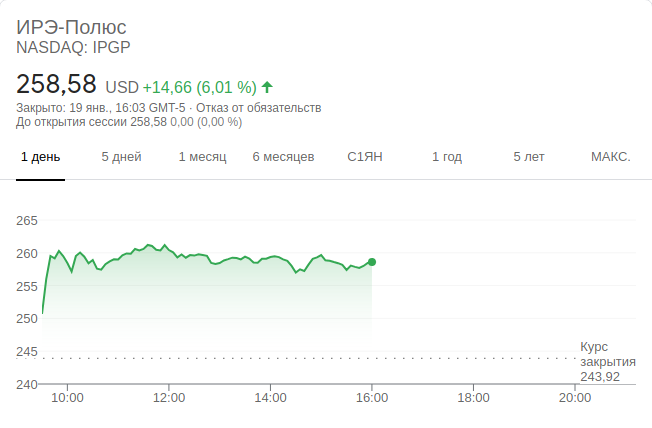 ИРЭ-Полюс
NASDAQ: IPGP
258,58 USD +14,66 (6,01 %)
Закрыто: 19 янв., 16:03 GMT-5 · Отказ от обязательств
До открытия сессии 258,58 0,00 (0,00 %)
1 день 5 дней 1 месяц 6 месяцев С1ЯН 1 год 5 лет МАКС.
265
260
255
250
245
240
Курс
закрытия
243,92
10:00 12:00 14:00 16:00 18:00 20:00